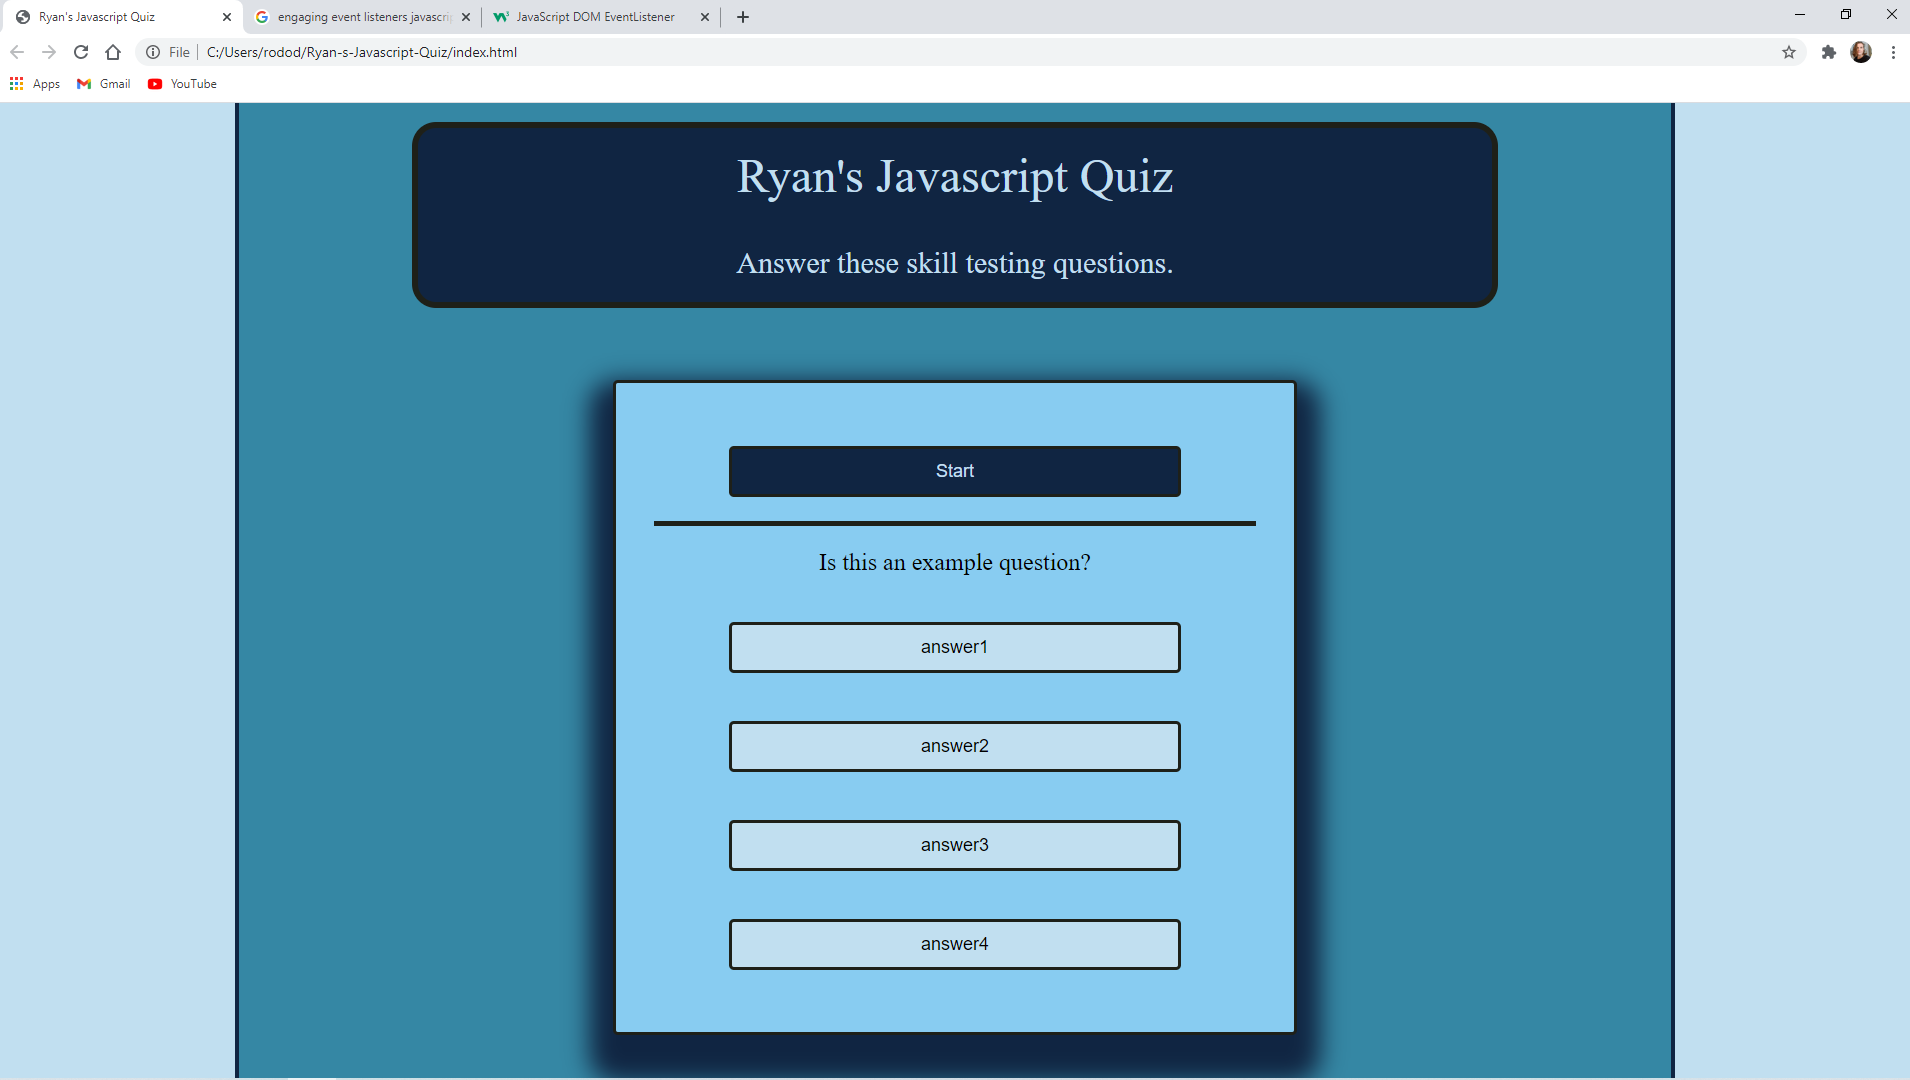 Ryan's Javascript Quiz
engaging event listeners javascrip
JavaScript DOM EventListener
File
C:/Users/rodod/Ryan-s-Javascript-Quiz/index.html
Apps
Gmail
YouTube
Ryan's Javascript Quiz
Answer these skill testing questions.
Start
Is this an example question?
answer1
answer2
answer3
answer4